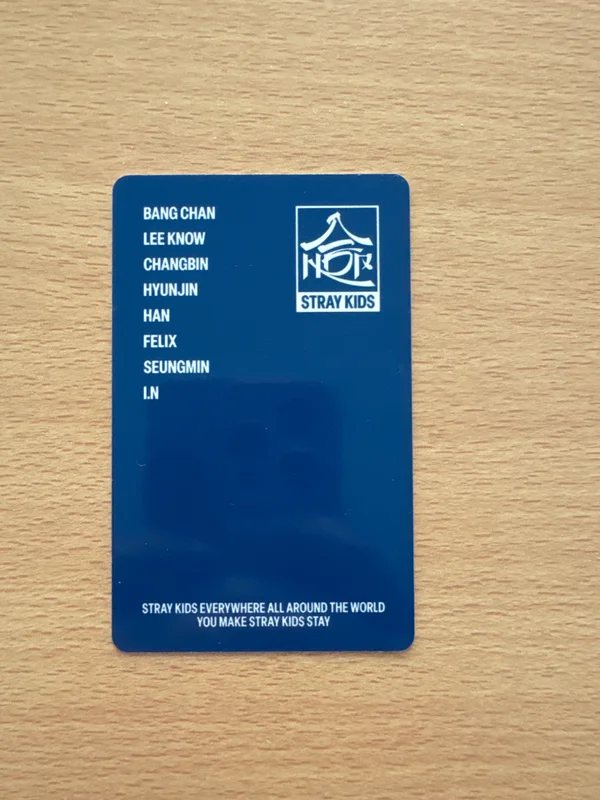 BANG CHAN
LEE KNOW
CHANGBIN
HYUNJIN
HAN
FELIX
SEUNGMIN
I.N
STRAY KIDS
STRAY KIDS EVERYWHERE ALL AROUND THE WORLD
YOU MAKE STRAY KIDS STAY